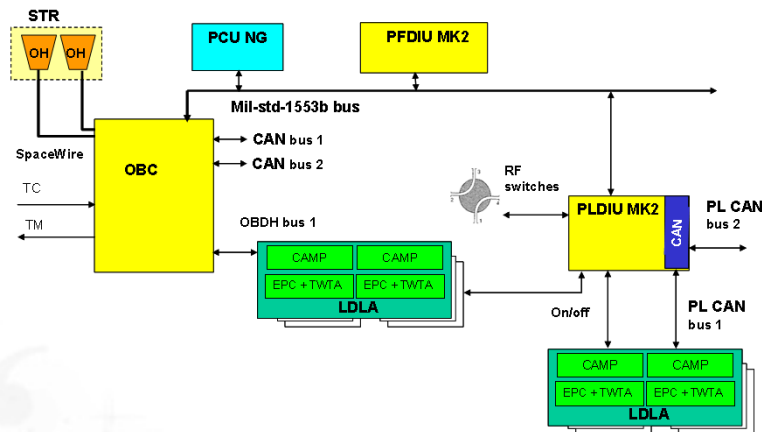 STR
OH OH
PCU NG
PFDIU MK2
Mil-std-1553b bus
SpaceWire
OBC
CAN bus 1
CAN bus 2
TC
TM
OBDH bus 1
RF
switches
PLDIU MK2
CAN
PL CAN
bus 2
CAMP CAMP
EPC + TWTA EPC + TWTA
LDLA
On/off
PL CAN
bus 1
CAMP CAMP
EPC + TWTA EPC + TWTA
LDLA